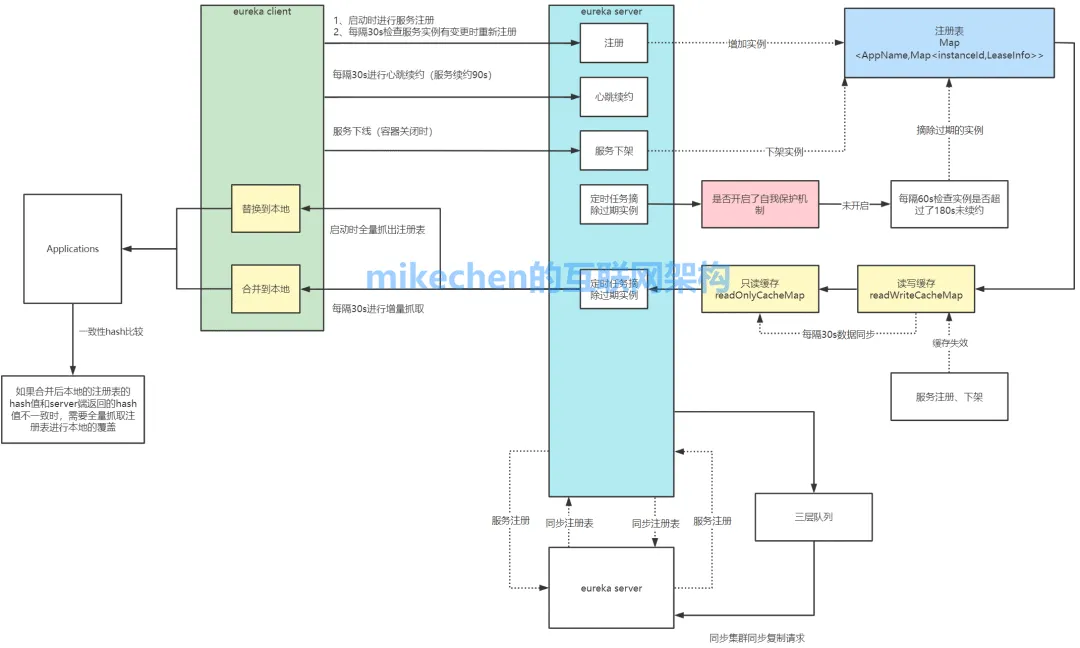 eureka client
eureka server
1、启动时进行服务注册
2、每隔30s检查服务实例有变更时重新注册
注册
增加实例
注册表
Map
<AppName,Map<instanceId,LeaseInfo>>
每隔30s进行心跳续约（服务续约90s）
心跳续约
摘除过期的实例
服务下线（容器关闭时）
服务下架
下架实例
替换到本地
定时任务摘
除过期实例
是否开启了自我保护机
制
未开启
每隔60s检查实例是否超
过了180s未续约
启动时全量抓出注册表
Applications
mikechen的互联网架构
合并到本地
定时任务摘
除过期实例
只读缓存
readOnlyCacheMap
读写缓存
readWriteCacheMap
每隔30s进行增量抓取
每隔30s数据同步
缓存失效
一致性hash比较
如果合并后本地的注册表的
hash值和server端返回的hash
值不一致时，需要全量抓取注
册表进行本地的覆盖
服务注册、下架
服务注册
同步注册表
同步注册表
服务注册
三层队列
eureka server
同步集群同步复制请求